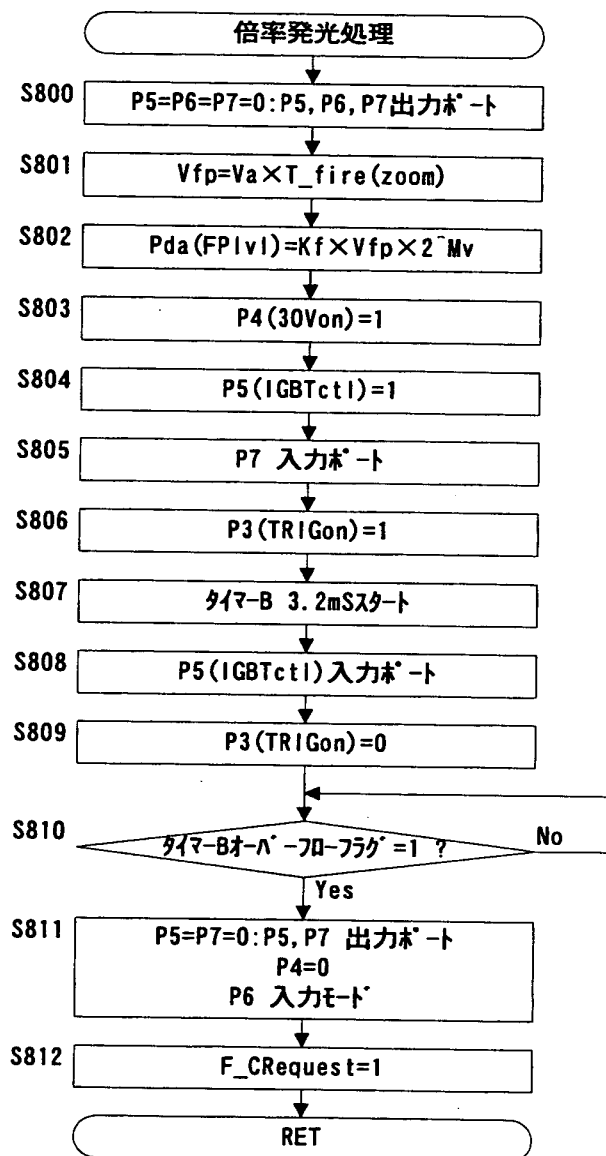 倍率発光処理
S800
P5=P6=P7=0:P5,P6,P7出力ﾎﾟｰﾄ
S801
Vfp=Va×T_fire(zoom)
S802
Pda(FPlvl)=Kf×Vfp×2^Mv
S803
P4(30Von)=1
S804
P5(IGBTctl)=1
S805
P7 入力ﾎﾟｰﾄ
S806
P3(TRIGon)=1
S807
ﾀｲﾏｰB 3.2mSｽﾀｰﾄ
S808
P5(IGBTctl)入力ﾎﾟｰﾄ
S809
P3(TRIGon)=0
S810
ﾀｲﾏｰBｵｰﾊﾞｰﾌﾛｰﾌﾗｸﾞ=1 ?
No
Yes
S811
P5=P7=0:P5,P7 出力ﾎﾟｰﾄ
P4=0
P6 入力ﾓｰﾄﾞ
S812
F_CRequest=1
RET